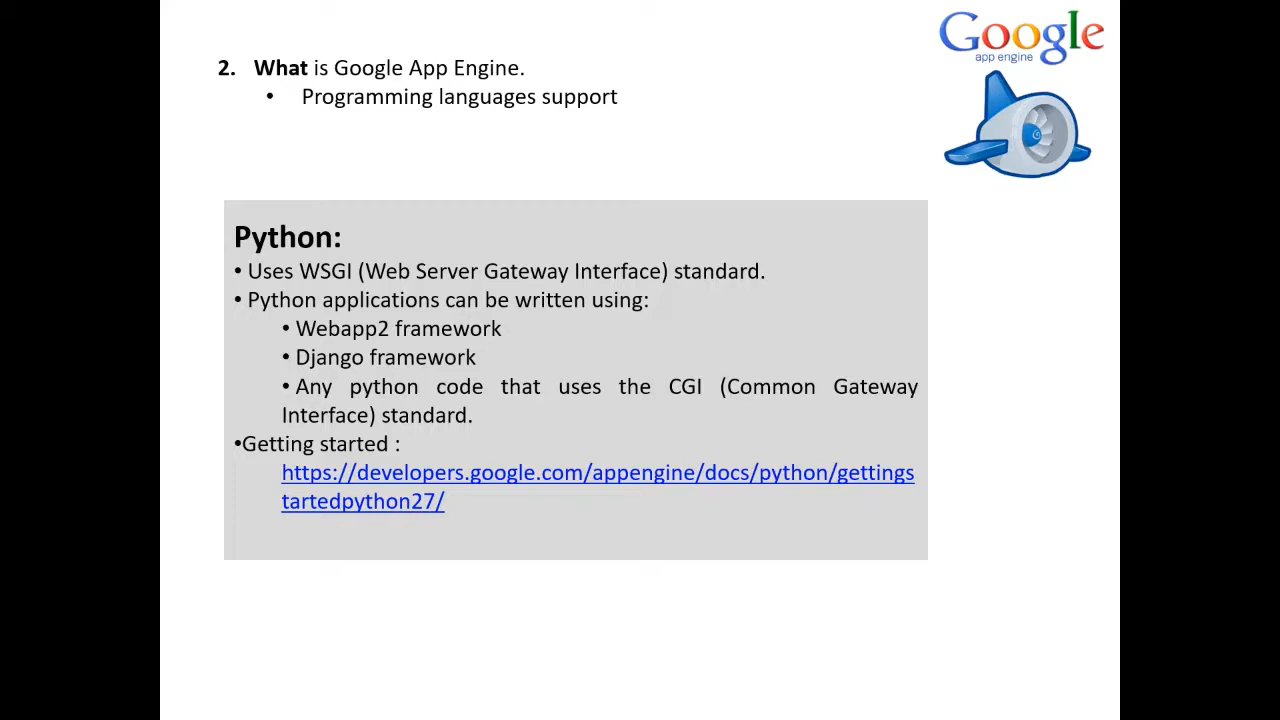 Google
app engine
2. What is Google App Engine.
• Programming languages support
Python:
• Uses WSGI (Web Server Gateway Interface) standard.
• Python applications can be written using:
• Webapp2 framework
• Django framework
• Any python code that uses the CGI (Common Gateway
Interface) standard.
•Getting started :
https://developers.google.com/appengine/docs/python/gettings
tartedpython27/